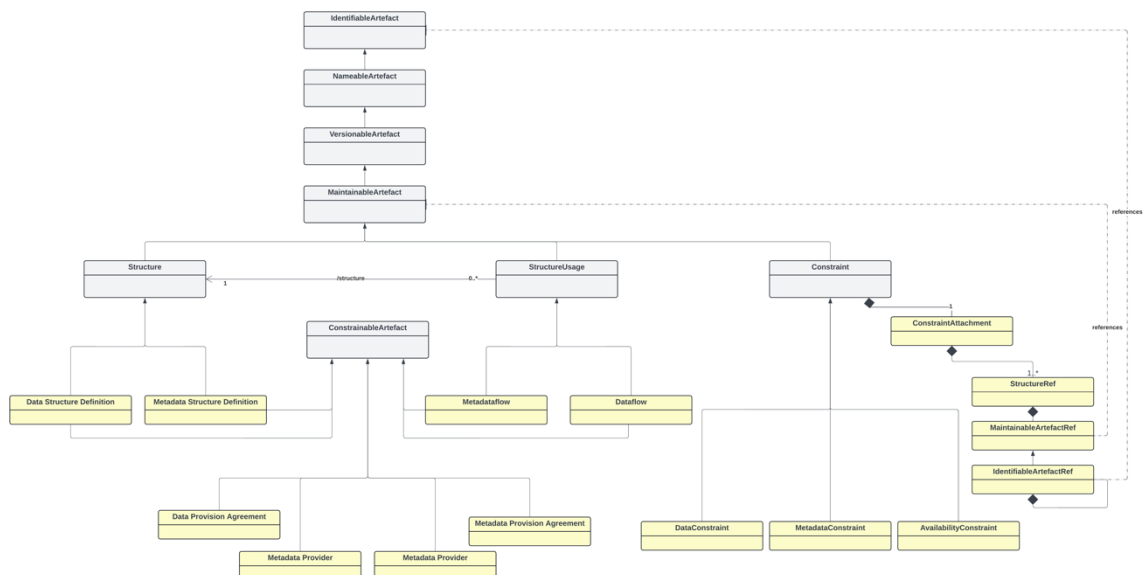 IdentifiableArtefact
NameableArtefact
VersionableArtefact
MaintainableArtefact
references
Structure
StructureUsage
Constraint
/structure
1
0..*
1
ConstraintAttachment
ConstrainableArtefact
references
1..*
StructureRef
Data Structure Definition
Metadata Structure Definition
Metadataflow
Dataflow
MaintainableArtefactRef
IdentifiableArtefactRef
Data Provision Agreement
Metadata Provision Agreement
DataConstraint
MetadataConstraint
AvailabilityConstraint
Metadata Provider
Metadata Provider